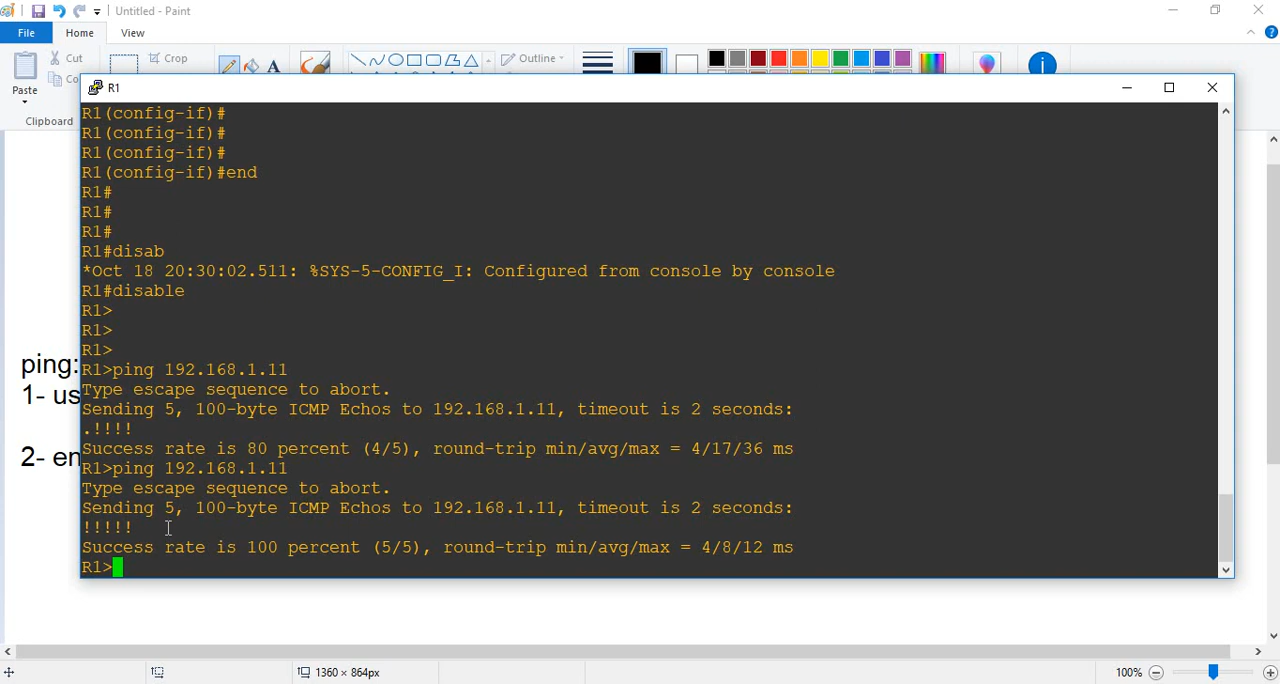 Untitled - Paint
File Home View
Paste
Cut
Co
Clipboard
Crop
A
Outline
R1
R1(config-if)#
R1(config-if)#
R1(config-if)#
R1(config-if)#end
R1#
R1#
R1#
R1#disab
*Oct 18 20:30:02.511: %SYS-5-CONFIG_I: Configured from console by console
R1#disable
R1>
R1>
R1>
R1>ping 192.168.1.11
Type escape sequence to abort.
Sending 5, 100-byte ICMP Echos to 192.168.1.11, timeout is 2 seconds:
.!!!!
Success rate is 80 percent (4/5), round-trip min/avg/max = 4/17/36 ms
R1>ping 192.168.1.11
Type escape sequence to abort.
Sending 5, 100-byte ICMP Echos to 192.168.1.11, timeout is 2 seconds:
!!!!!
Success rate is 100 percent (5/5), round-trip min/avg/max = 4/8/12 ms
R1>
ping:
1- us
2- en
1360 × 864px
100%